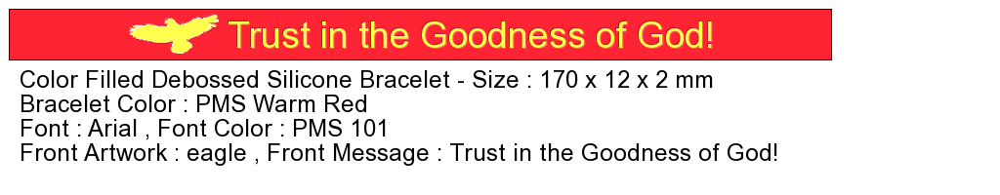 Trust in the Goodness of God!
Color Filled Debossed Silicone Bracelet - Size : 170 x 12 x 2 mm
Bracelet Color : PMS Warm Red
Font : Arial , Font Color : PMS 101
Front Artwork : eagle , Front Message : Trust in the Goodness of God!